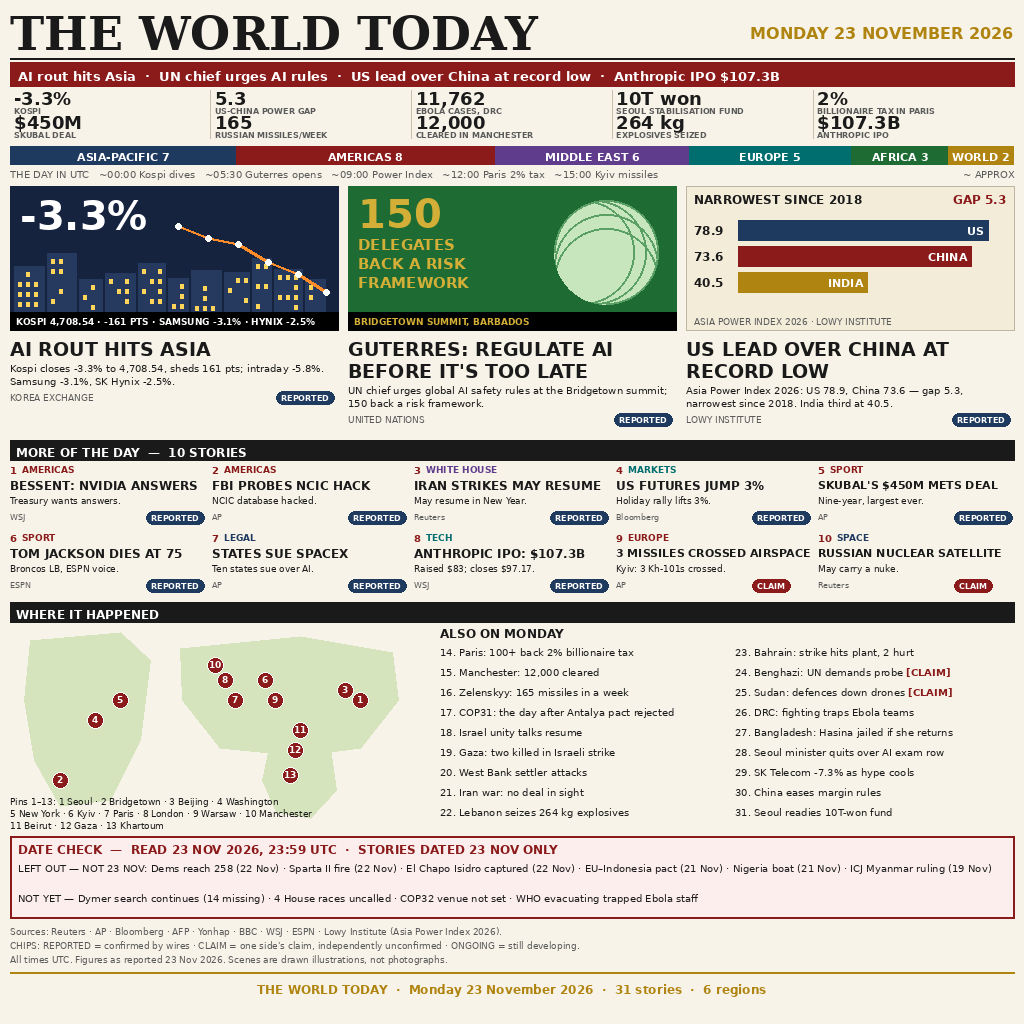 THE WORLD TODAY
MONDAY 23 NOVEMBER 2026
AI rout hits Asia · UN chief urges AI rules · US lead over China at record low · Anthropic IPO $107.3B
-3.3%
KOSPI
5.3
US-CHINA POWER GAP
11,762
EBOLA CASES, DRC
10T won
SEOUL STABILISATION FUND
2%
BILLIONAIRE TAX IN PARIS
$450M
SKUBAL DEAL
165
RUSSIAN MISSILES/WEEK
12,000
CLEARED IN MANCHESTER
264 kg
EXPLOSIVES SEIZED
$107.3B
ANTHROPIC IPO
ASIA-PACIFIC 7
AMERICAS 8
MIDDLE EAST 6
EUROPE 5
AFRICA 3
WORLD 2
THE DAY IN UTC ~00:00 Kospi dives ~05:30 Guterres opens ~09:00 Power Index ~12:00 Paris 2% tax ~15:00 Kyiv missiles
~ APPROX
-3.3%
KOSPI 4,708.54 · -161 PTS · SAMSUNG -3.1% · HYNIX -2.5%
150
DELEGATES
BACK A RISK
FRAMEWORK
BRIDGETOWN SUMMIT, BARBADOS
NARROWEST SINCE 2018
GAP 5.3
78.9
US
73.6
CHINA
40.5
INDIA
ASIA POWER INDEX 2026 · LOWY INSTITUTE
AI ROUT HITS ASIA
Kospi closes -3.3% to 4,708.54, sheds 161 pts; intraday -5.8%.
Samsung -3.1%, SK Hynix -2.5%.
KOREA EXCHANGE
REPORTED
GUTERRES: REGULATE AI
BEFORE IT'S TOO LATE
UN chief urges global AI safety rules at the Bridgetown summit;
150 back a risk framework.
UNITED NATIONS
REPORTED
US LEAD OVER CHINA AT
RECORD LOW
Asia Power Index 2026: US 78.9, China 73.6 — gap 5.3,
narrowest since 2018. India third at 40.5.
LOWY INSTITUTE
REPORTED
MORE OF THE DAY — 10 STORIES
1 AMERICAS
BESSENT: NVIDIA ANSWERS
Treasury wants answers.
WSJ
REPORTED
2 AMERICAS
FBI PROBES NCIC HACK
NCIC database hacked.
AP
REPORTED
3 WHITE HOUSE
IRAN STRIKES MAY RESUME
May resume in New Year.
Reuters
REPORTED
4 MARKETS
US FUTURES JUMP 3%
Holiday rally lifts 3%.
Bloomberg
REPORTED
5 SPORT
SKUBAL'S $450M METS DEAL
Nine-year, largest ever.
AP
REPORTED
6 SPORT
TOM JACKSON DIES AT 75
Broncos LB, ESPN voice.
ESPN
REPORTED
7 LEGAL
STATES SUE SPACEX
Ten states sue over AI.
AP
REPORTED
8 TECH
ANTHROPIC IPO: $107.3B
Raised $83; closes $97.17.
WSJ
REPORTED
9 EUROPE
3 MISSILES CROSSED AIRSPACE
Kyiv: 3 Kh-101s crossed.
AP
CLAIM
10 SPACE
RUSSIAN NUCLEAR SATELLITE
May carry a nuke.
Reuters
CLAIM
WHERE IT HAPPENED
10
8
7
6
9
3
1
5
4
2
11
12
13
Pins 1–13: 1 Seoul · 2 Bridgetown · 3 Beijing · 4 Washington
5 New York · 6 Kyiv · 7 Paris · 8 London · 9 Warsaw · 10 Manchester
11 Beirut · 12 Gaza · 13 Khartoum
ALSO ON MONDAY
14. Paris: 100+ back 2% billionaire tax
15. Manchester: 12,000 cleared
16. Zelenskyy: 165 missiles in a week
17. COP31: the day after Antalya pact rejected
18. Israel unity talks resume
19. Gaza: two killed in Israeli strike
20. West Bank settler attacks
21. Iran war: no deal in sight
22. Lebanon seizes 264 kg explosives
23. Bahrain: strike hits plant, 2 hurt
24. Benghazi: UN demands probe [CLAIM]
25. Sudan: defences down drones [CLAIM]
26. DRC: fighting traps Ebola teams
27. Bangladesh: Hasina jailed if she returns
28. Seoul minister quits over AI exam row
29. SK Telecom -7.3% as hype cools
30. China eases margin rules
31. Seoul readies 10T-won fund
DATE CHECK — READ 23 NOV 2026, 23:59 UTC · STORIES DATED 23 NOV ONLY
LEFT OUT — NOT 23 NOV: Dems reach 258 (22 Nov) · Sparta II fire (22 Nov) · El Chapo Isidro captured (22 Nov) · EU–Indonesia pact (21 Nov) · Nigeria boat (21 Nov) · ICJ Myanmar ruling (19 Nov)
NOT YET — Dymer search continues (14 missing) · 4 House races uncalled · COP32 venue not set · WHO evacuating trapped Ebola staff
Sources: Reuters · AP · Bloomberg · AFP · Yonhap · BBC · WSJ · ESPN · Lowy Institute (Asia Power Index 2026).
CHIPS: REPORTED = confirmed by wires · CLAIM = one side's claim, independently unconfirmed · ONGOING = still developing.
All times UTC. Figures as reported 23 Nov 2026. Scenes are drawn illustrations, not photographs.
THE WORLD TODAY · Monday 23 November 2026 · 31 stories · 6 regions